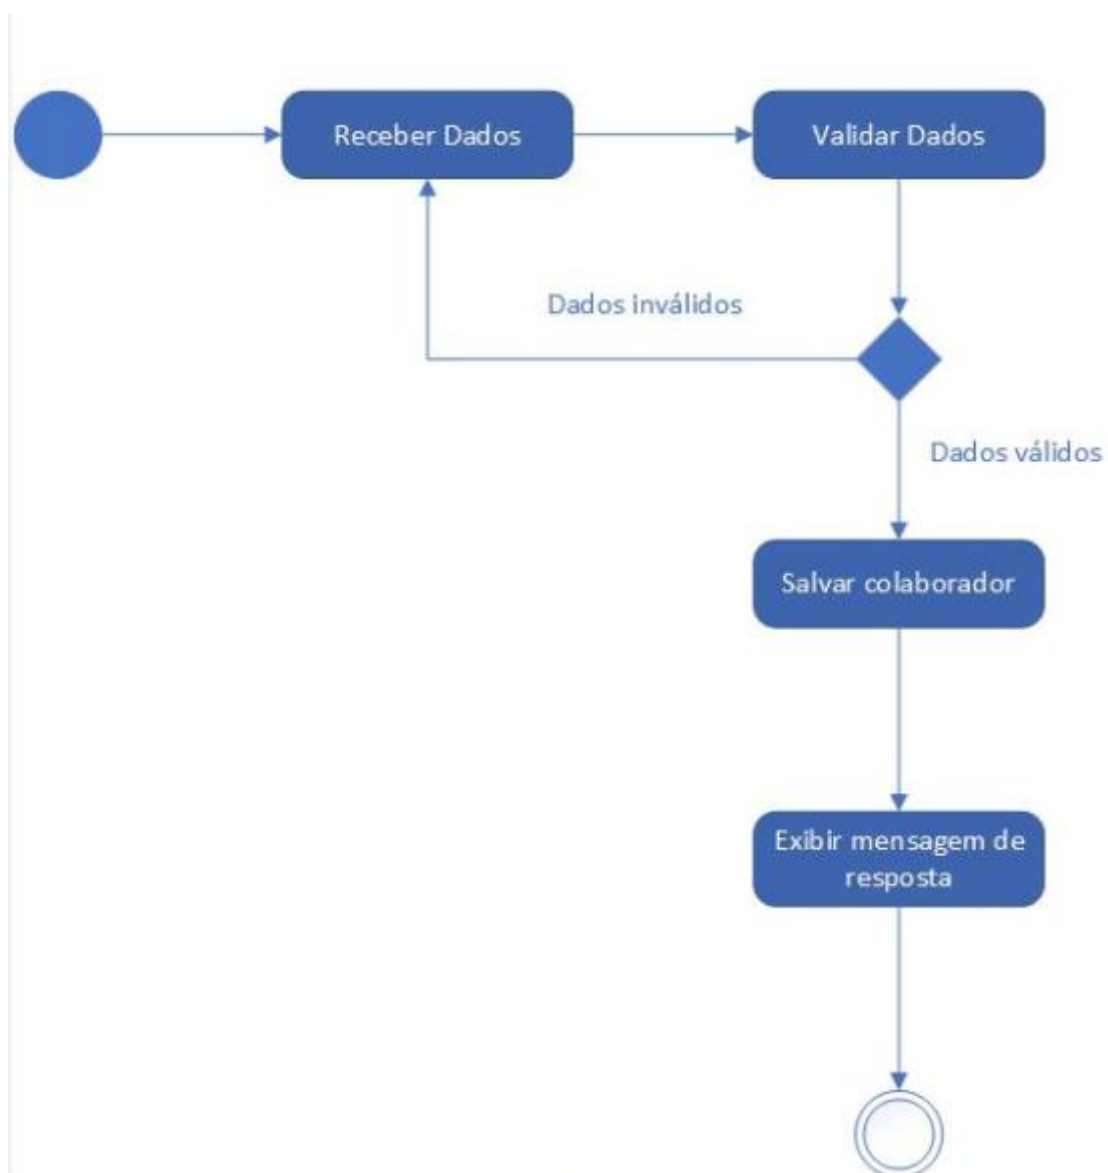 Receber Dados
Validar Dados
Dados inválidos
Dados válidos
Salvar colaborador
Exibir mensagem de
resposta